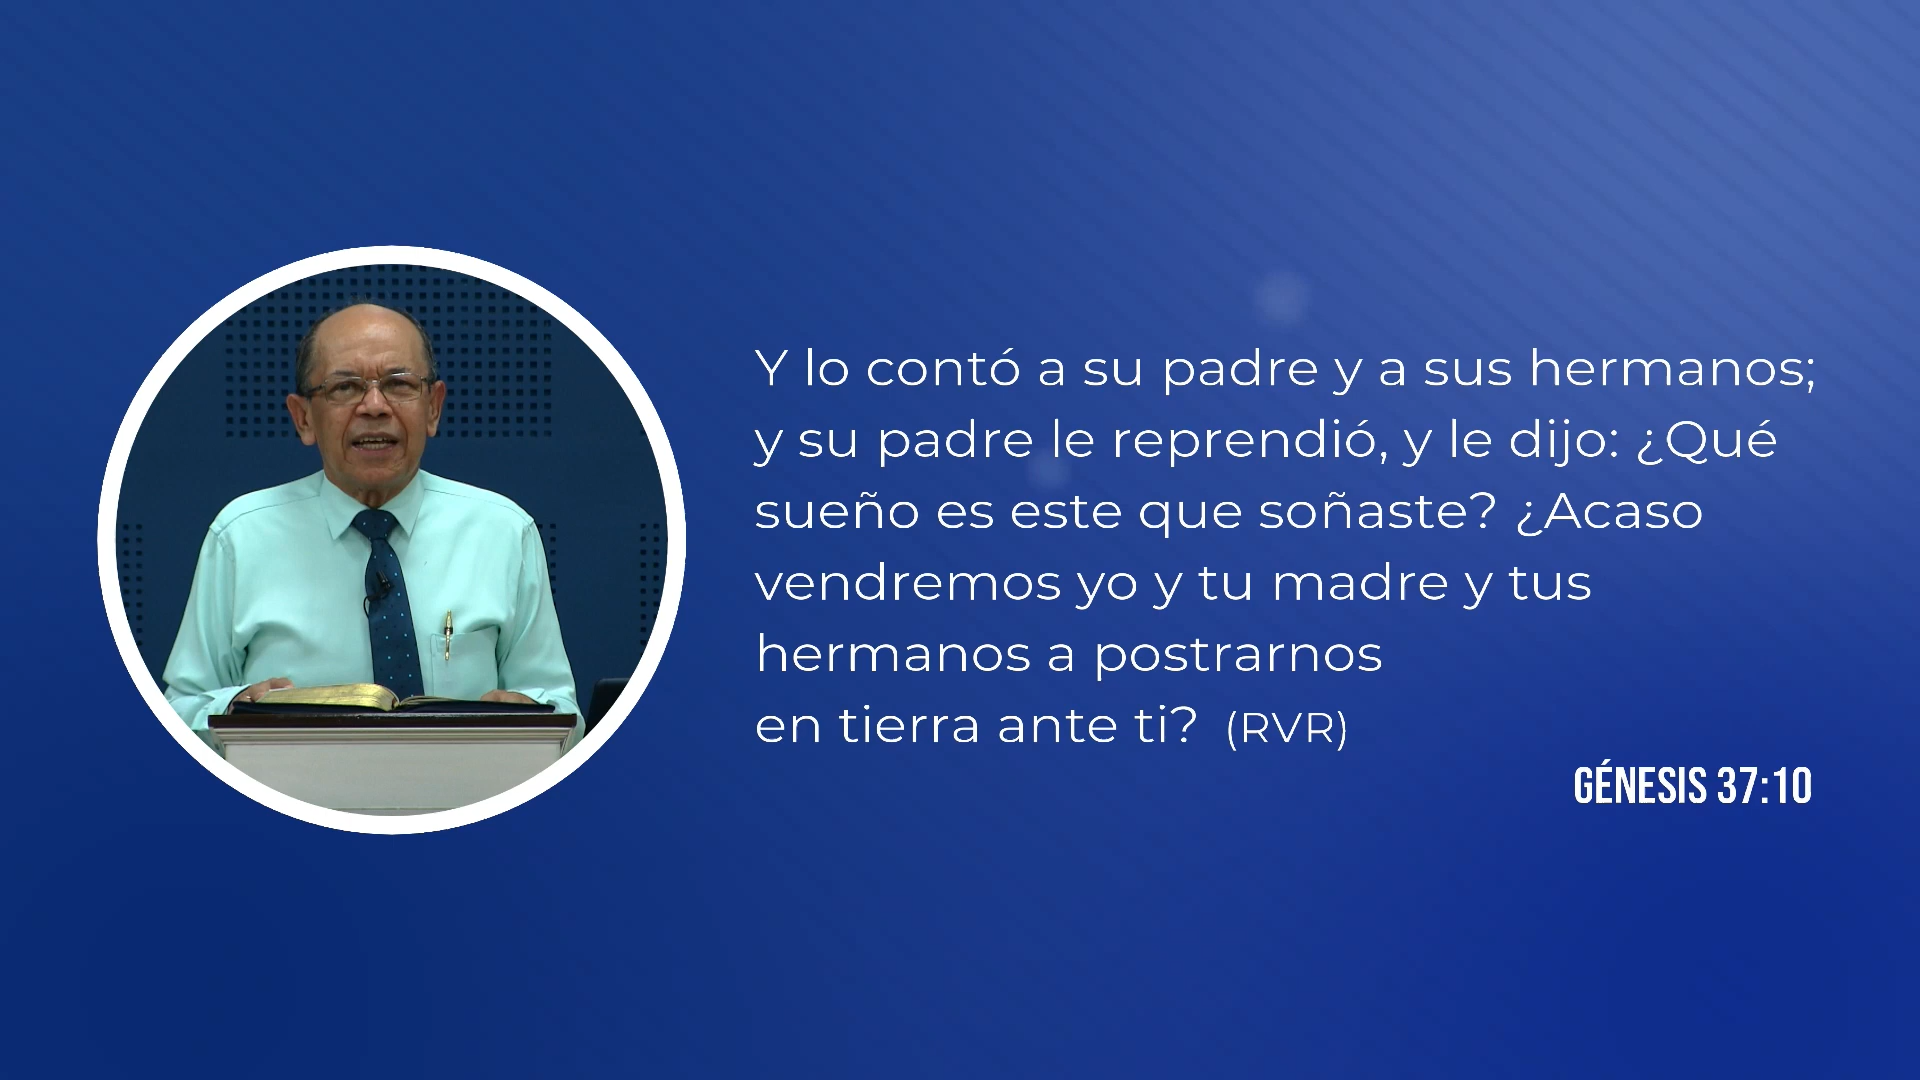 Y lo contó a su padre y a sus hermanos;
y su padre le reprendió, y le dijo: ¿Qué
sueño es este que soñaste? ¿Acaso
vendremos yo y tu madre y tus
hermanos a postrarnos
en tierra ante ti? (RVR)
GÉNESIS 37:10